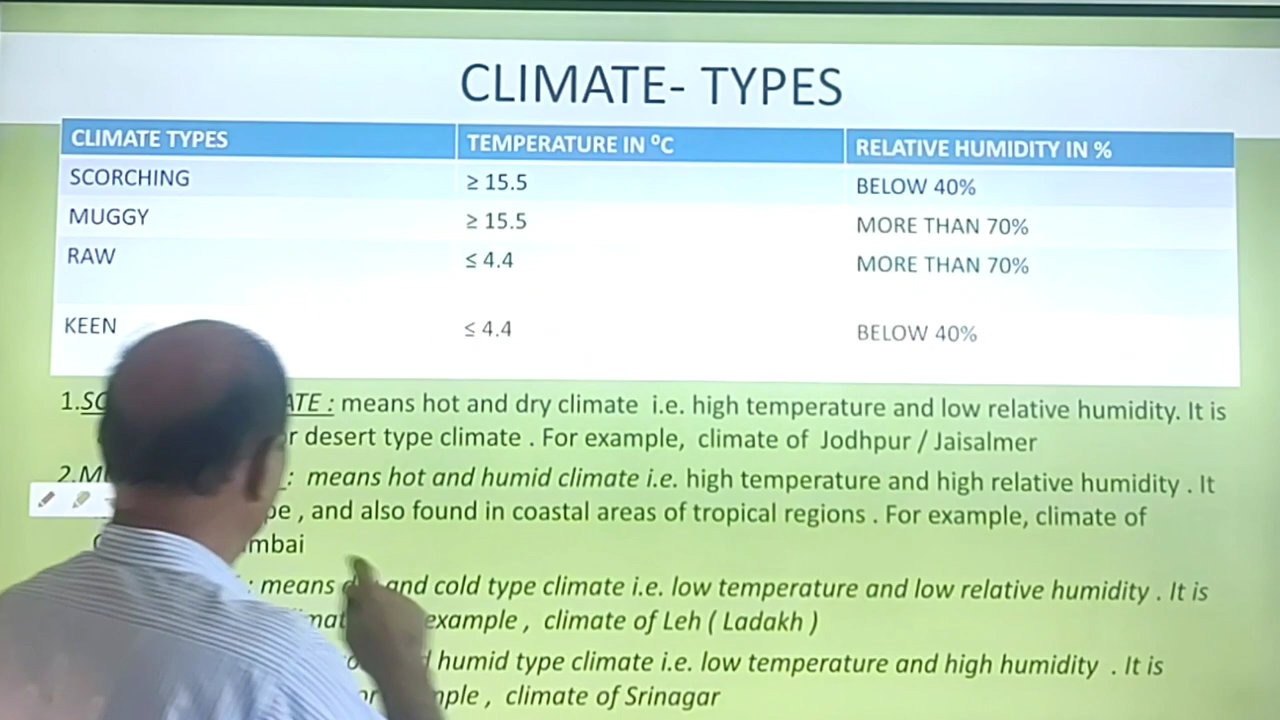 CLIMATE- TYPES
CLIMATE TYPES TEMPERATURE IN ⁰C RELATIVE HUMIDITY IN %
SCORCHING ≥ 15.5 BELOW 40%
MUGGY ≥ 15.5 MORE THAN 70%
RAW ≤ 4.4 MORE THAN 70%
KEEN ≤ 4.4 BELOW 40%
1. : means hot and dry climate i.e. high temperature and low relative humidity. It is
desert type climate . For example, climate of Jodhpur / Jaisalmer
2. : means hot and humid climate i.e. high temperature and high relative humidity . It
, and also found in coastal areas of tropical regions . For example, climate of
: means and cold type climate i.e. low temperature and low relative humidity . It is
example , climate of Leh ( Ladakh )
humid type climate i.e. low temperature and high humidity . It is
, climate of Srinagar